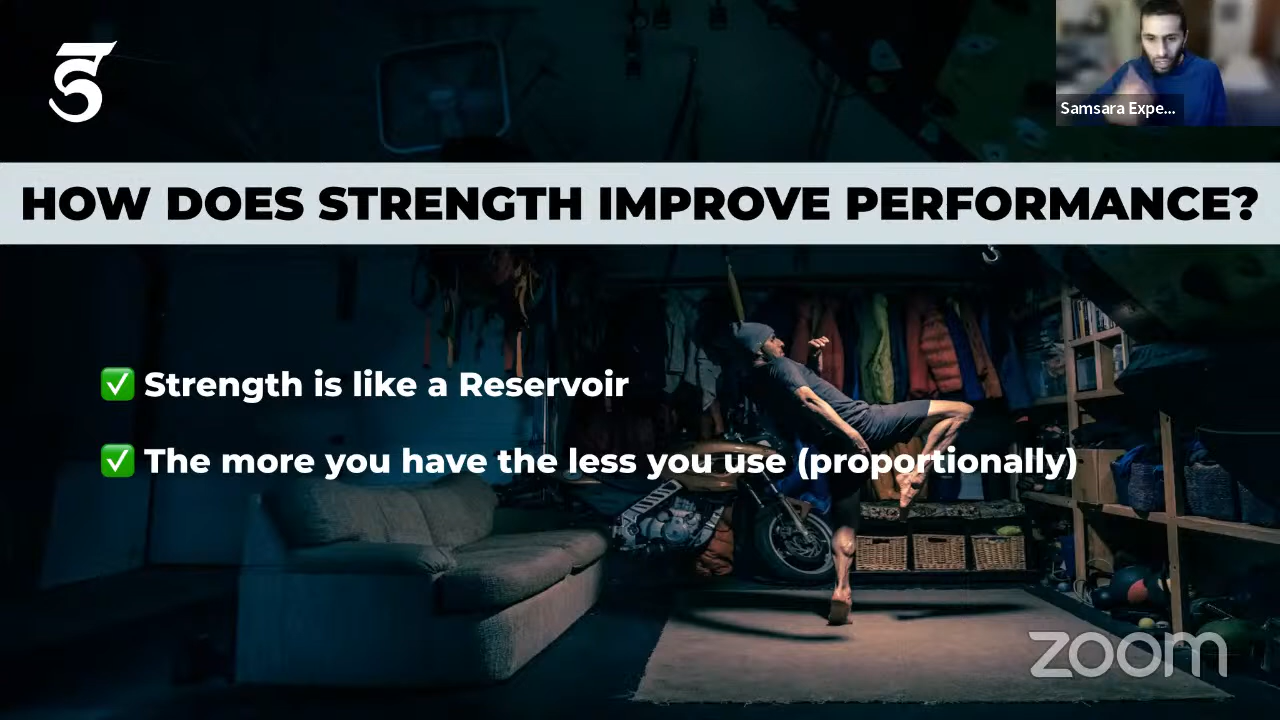 Samsara Expe...
HOW DOES STRENGTH IMPROVE PERFORMANCE?
✅ Strength is like a Reservoir
✅ The more you have the less you use (proportionally)
zoom